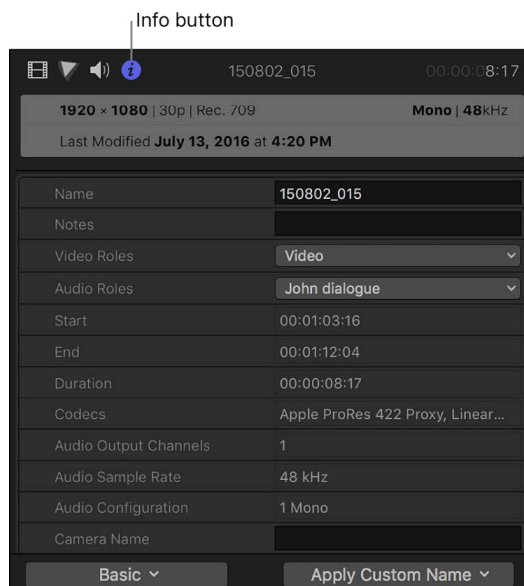 Info button
150802_015 00:00:08:17
1920 × 1080 | 30p | Rec. 709 Mono | 48kHz
Last Modified July 13, 2016 at 4:20 PM
Name 150802_015
Notes
Video Roles Video
Audio Roles John dialogue
Start 00:01:03:16
End 00:01:12:04
Duration 00:00:08:17
Codecs Apple ProRes 422 Proxy, Linear...
Audio Output Channels 1
Audio Sample Rate 48 kHz
Audio Configuration 1 Mono
Camera Name
Basic Apply Custom Name